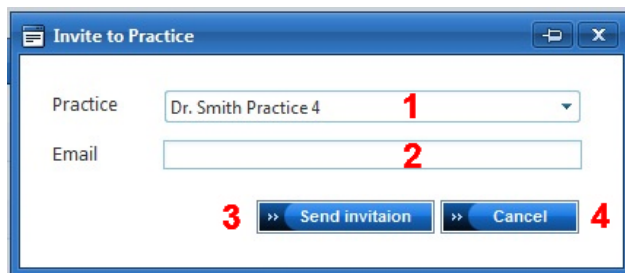 Invite to Practice
Practice Dr. Smith Practice 4 1
Email 2
3 Send invitaion Cancel 4